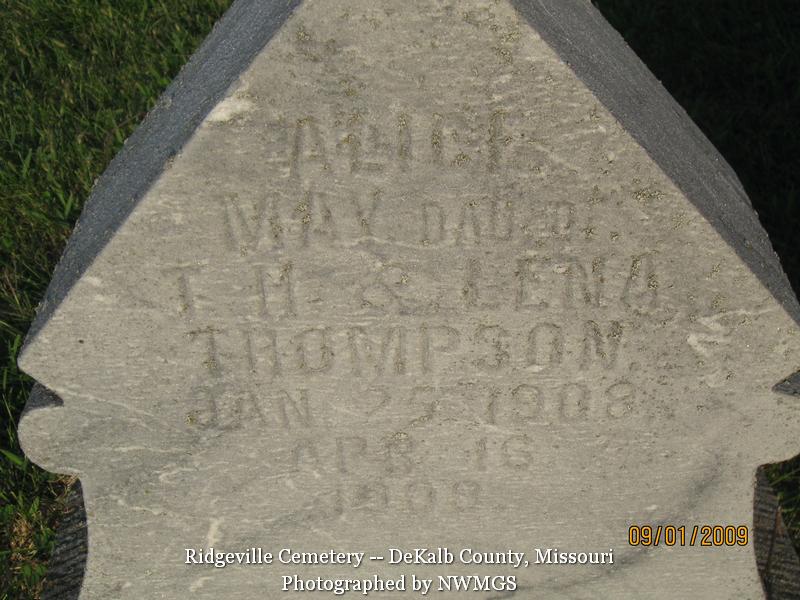 ALICE
MAY DAU. OF
T. H. & LENA
THOMPSON
JAN 1908
APR 16
09/01/2009
Ridgeville Cemetery -- DeKalb County, Missouri
Photographed by NWMGS